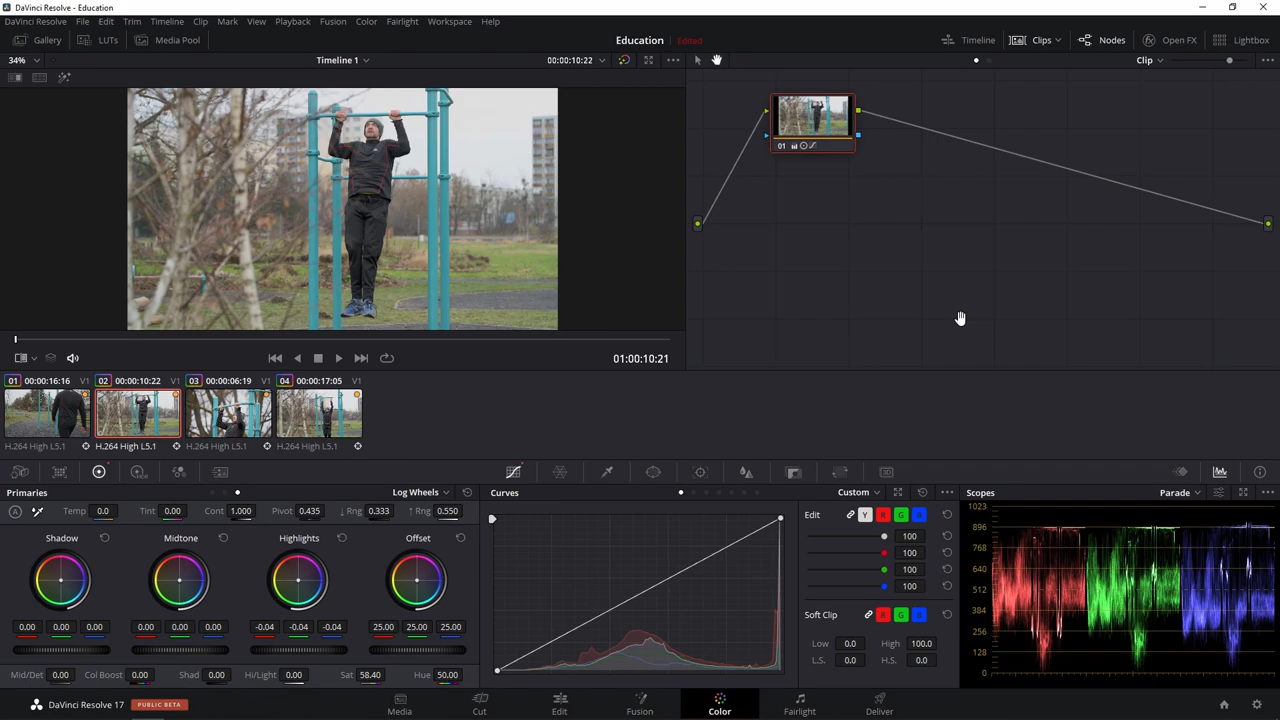 DaVinci Resolve - Education
DaVinci Resolve File Edit Trim Timeline Clip Mark View Playback Fusion Color Fairlight Workspace Help
Gallery LUTs Media Pool Education Edited Timeline Clips Nodes Open FX Lightbox
34% Timeline 1 00:00:10:22 Clip
01
01:00:10:21
01 00:00:16:16 V1 02 00:00:10:22 V1 03 00:00:06:19 V1 04 00:00:17:05 V1
H.264 High L5.1 H.264 High L5.1 H.264 High L5.1 H.264 High L5.1
Primaries Log Wheels Curves Custom Scopes Parade
A Temp 0.0 Tint 0.00 Cont 1.000 Pivot 0.435 ↓ Rng 0.333 ↑ Rng 0.550
Edit Y R G B
Shadow Midtone Highlights Offset
100
100
100
100
Soft Clip R G B
0.00 0.00 0.00 0.00 0.00 0.00 -0.04 -0.04 -0.04 25.00 25.00 25.00
Low 0.0 High 100.0
L.S. 0.0 H.S. 0.0
Mid/Det 0.00 Col Boost 0.00 Shad 0.00 Hi/Light 0.00 Sat 58.40 Hue 50.00
1023
896
768
640
512
384
256
128
0
DaVinci Resolve 17 PUBLIC BETA Media Cut Edit Fusion Color Fairlight Deliver